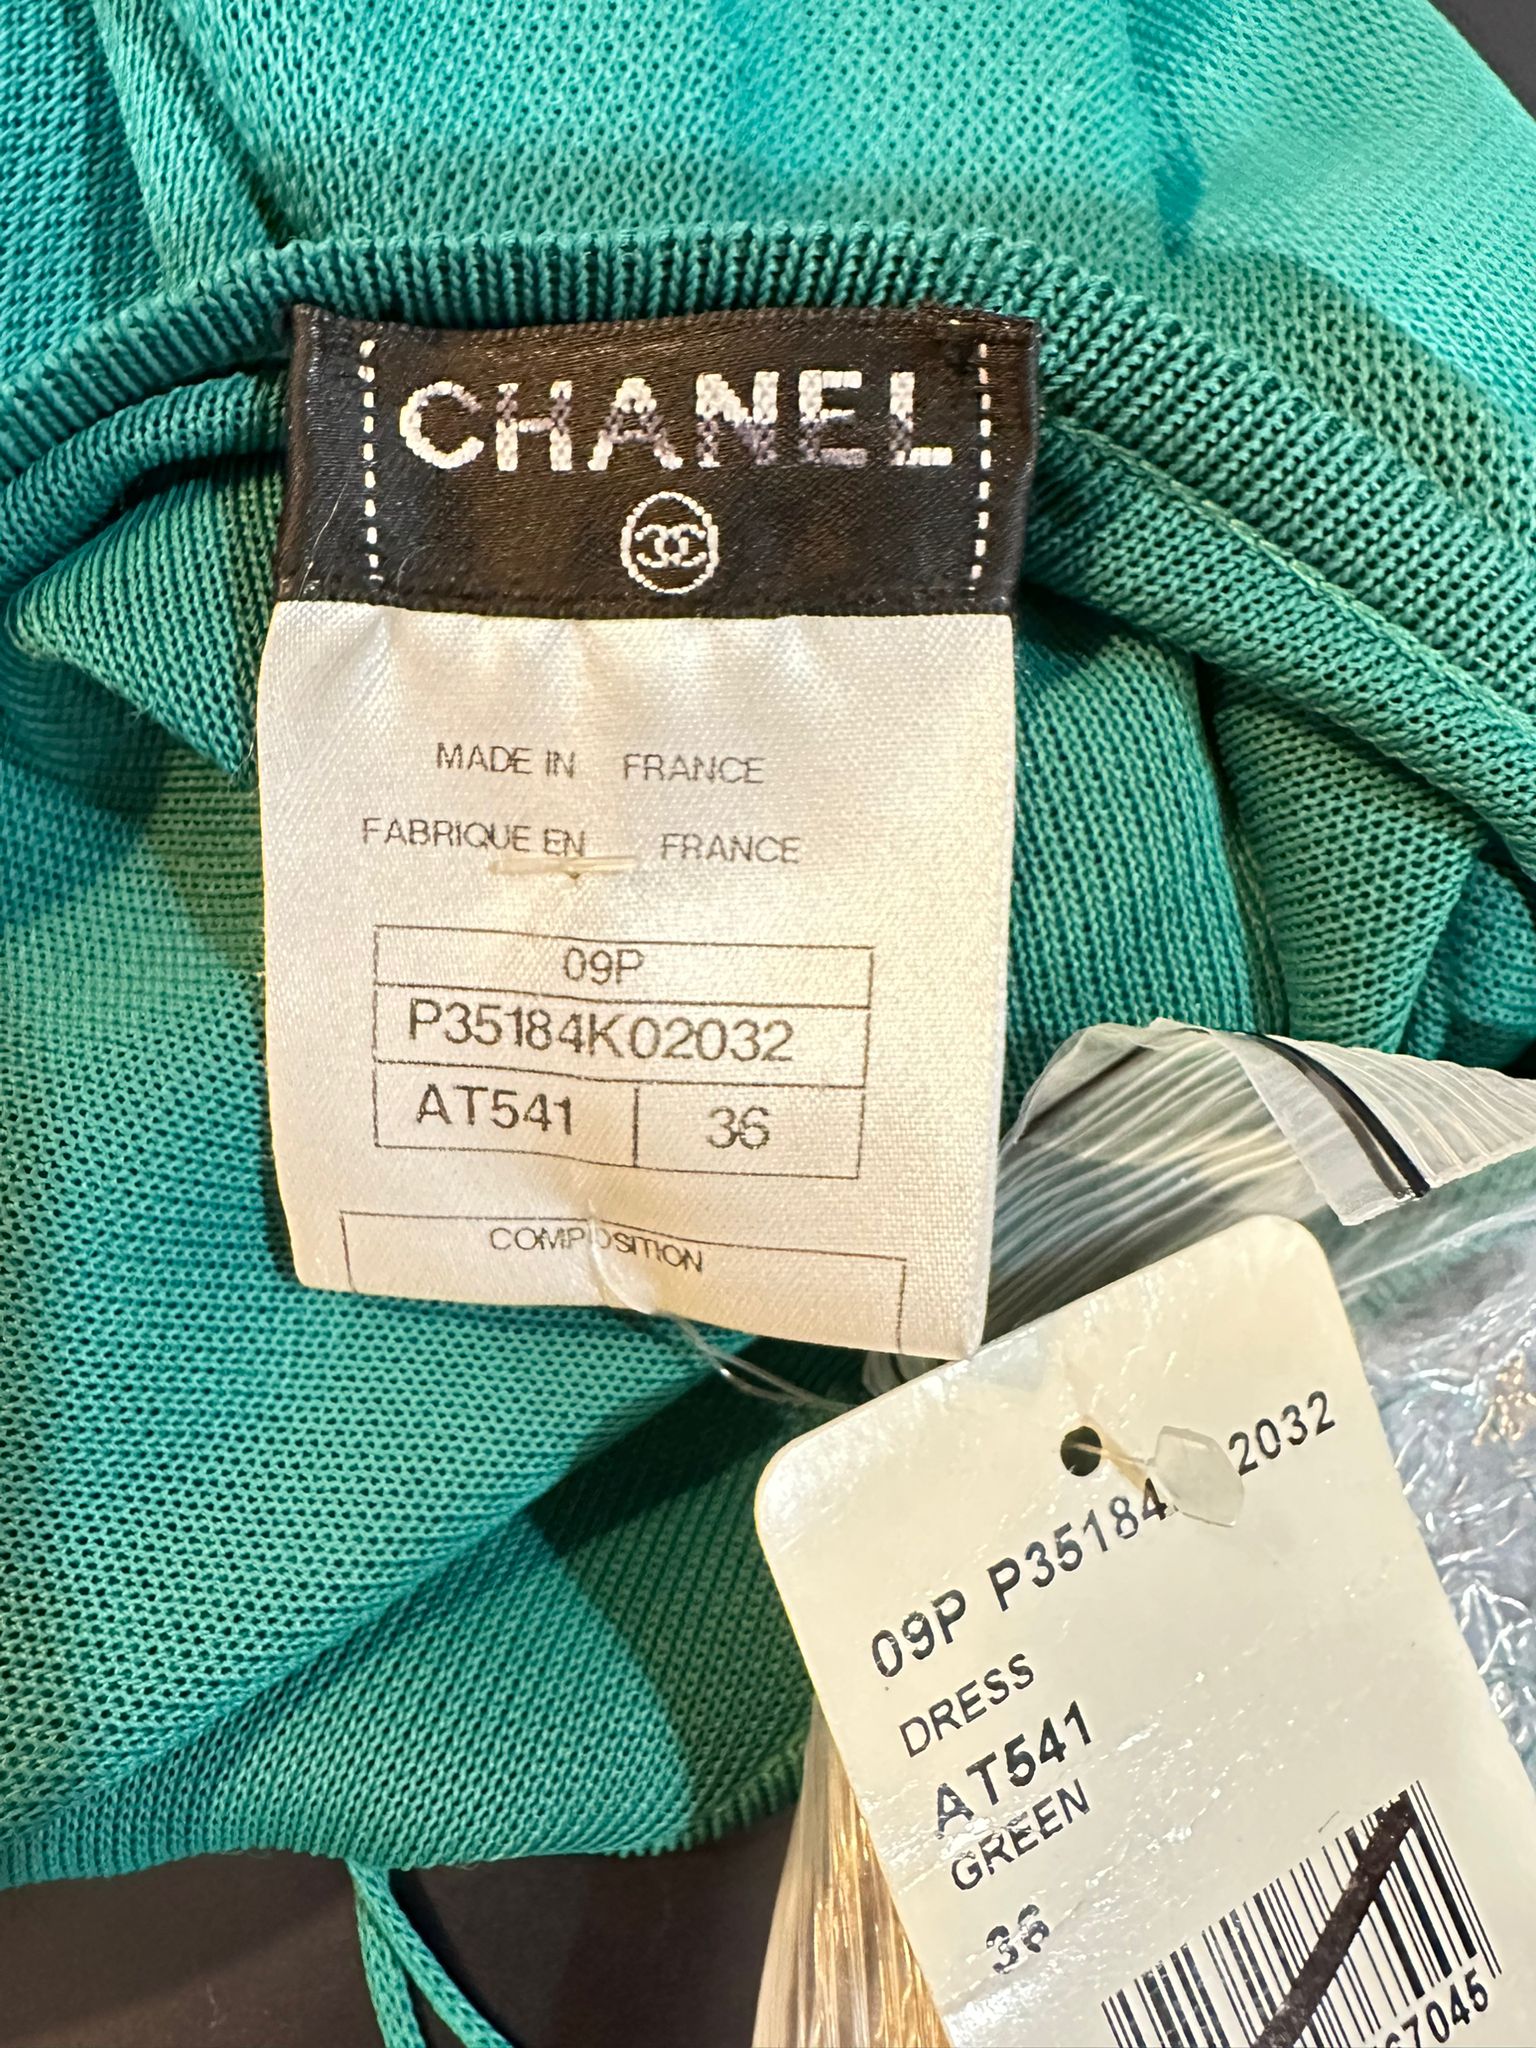 CHANEL
MADE IN FRANCE
FABRIQUE EN FRANCE
09P
P35184K02032
AT541 36
COMPOSITION
09P P35184 2032
DRESS
AT541
GREEN
36
67045